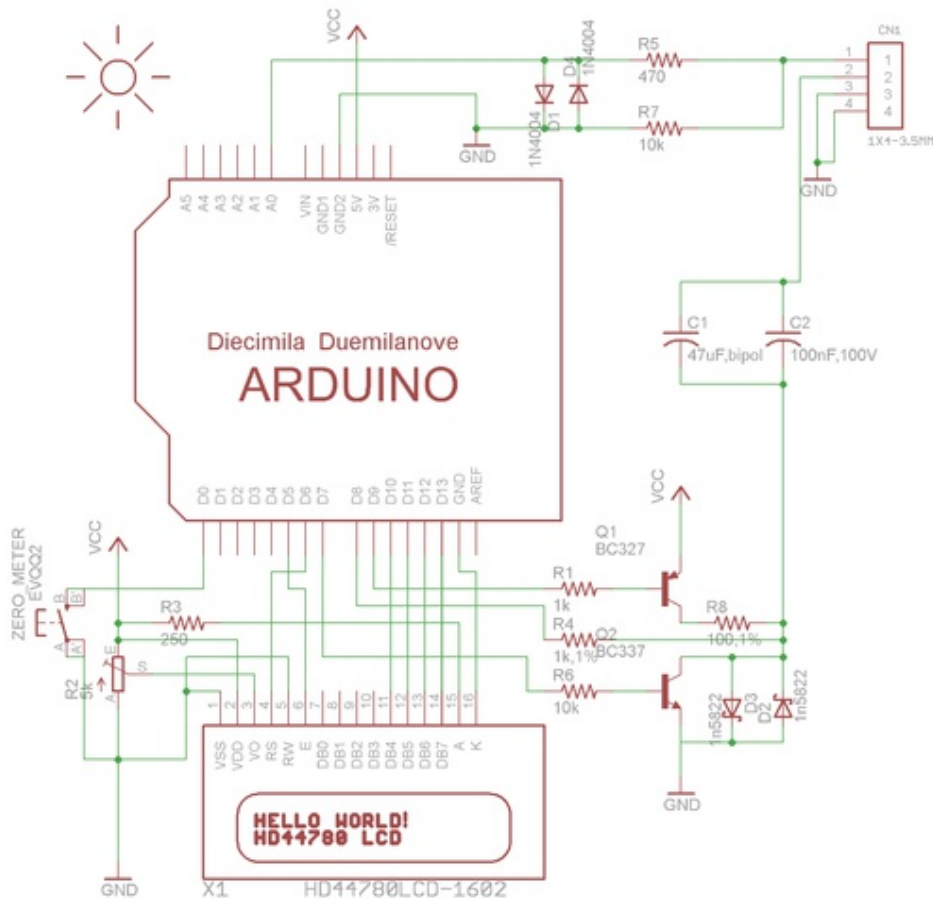 VCC
CN1
R5
470
D4
1N4004
1N4004
D1
R7
10k
1
2
3
4
1
2
3
4
1X4-3.5MM
GND
GND
A5
A4
A3
A2
A1
A0
VIN
GND1
GND2
5V
3V
/RESET
Diecimila Duemilanove
ARDUINO
C1
47uF,bipol
C2
100nF,100V
D0
D1
D2
D3
D4
D5
D6
D7
D8
D9
D10
D11
D12
D13
GND
AREF
VCC
VCC
ZERO_METER
EVQQ2
B
B'
A
A'
Q1
BC327
R1
1k
R3
250
R4
1k,1%
Q2
BC337
R8
100,1%
R6
10k
R2
5k
E
S
A
1n5822
D3
D2
1n5822
GND
1
2
3
4
5
6
7
8
9
10
11
12
13
14
15
16
VSS
VDD
VO
RS
RW
E
DB0
DB1
DB2
DB3
DB4
DB5
DB6
DB7
A
K
HELLO WORLD!
HD44780 LCD
GND
X1
HD44780LCD-1602